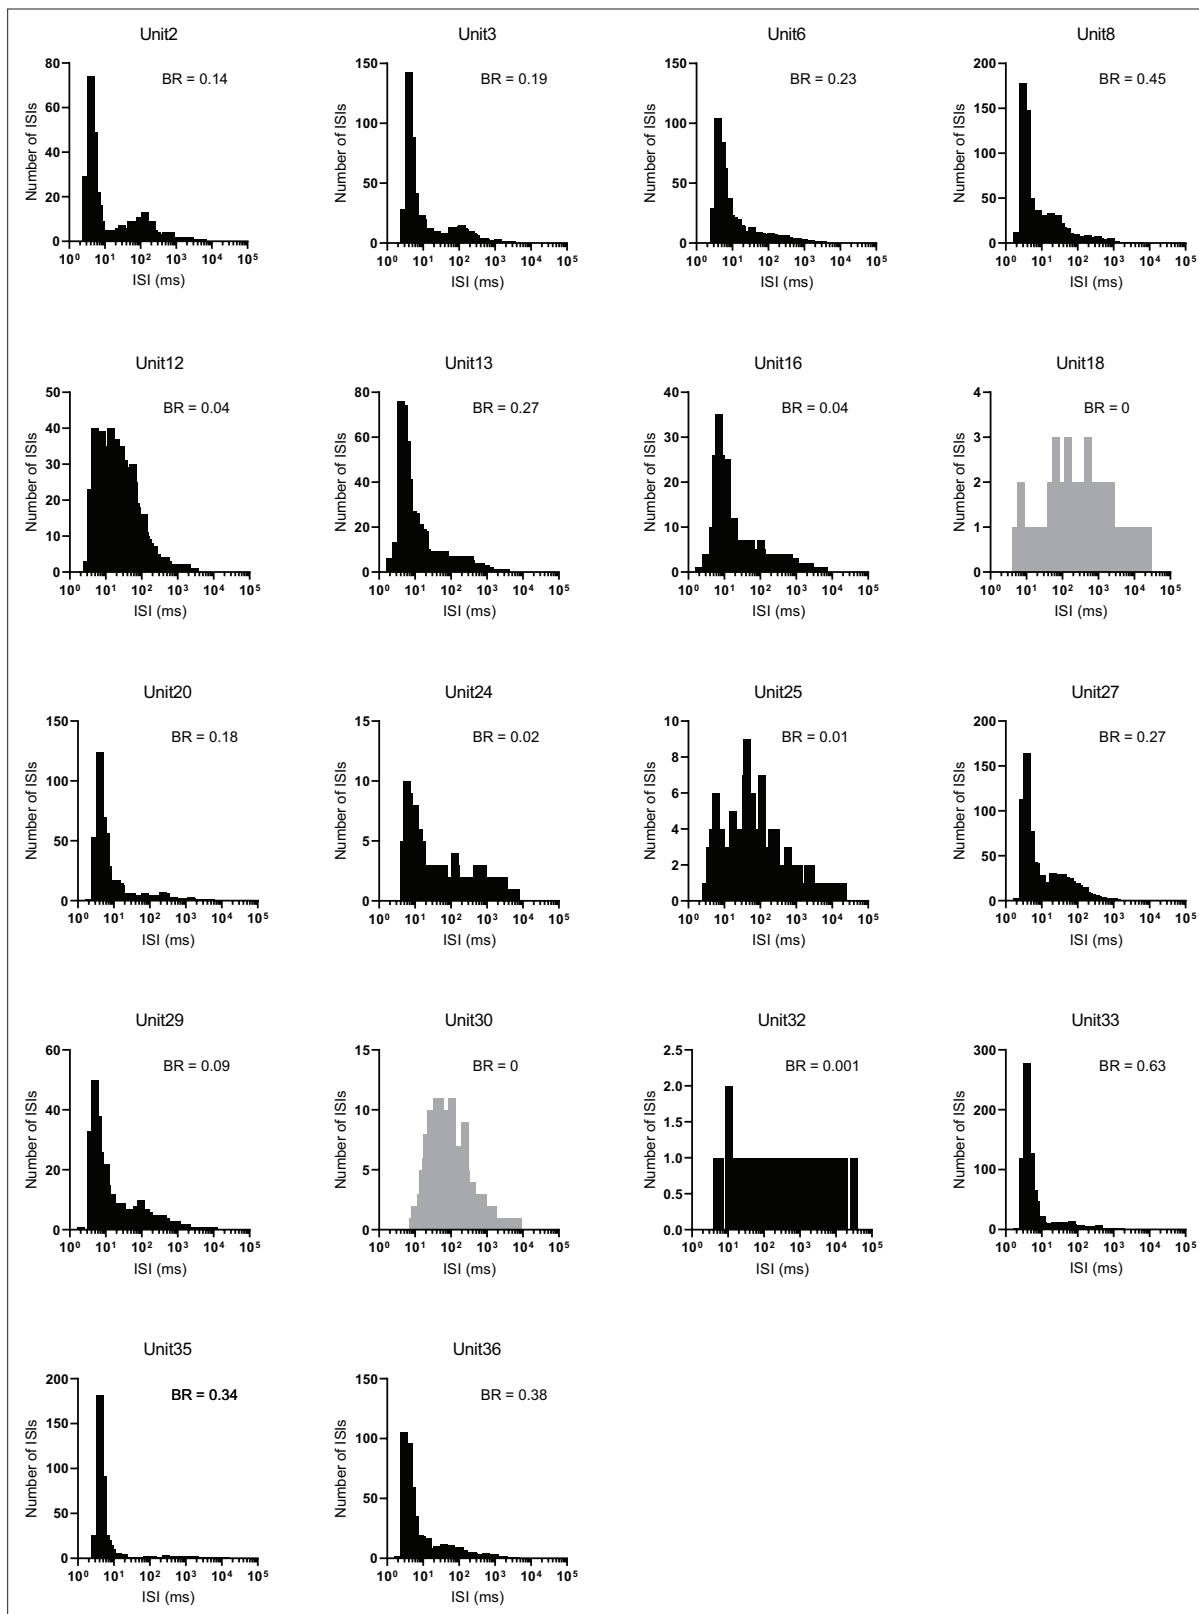 Unit2
BR = 0.14
Number of ISIs
80
60
40
20
0
10⁰ 10¹ 10² 10³ 10⁴ 10⁵
ISI (ms)
Unit3
BR = 0.19
Number of ISIs
150
100
50
0
10⁰ 10¹ 10² 10³ 10⁴ 10⁵
ISI (ms)
Unit6
BR = 0.23
Number of ISIs
150
100
50
0
10⁰ 10¹ 10² 10³ 10⁴ 10⁵
ISI (ms)
Unit8
BR = 0.45
Number of ISIs
200
150
100
50
0
10⁰ 10¹ 10² 10³ 10⁴ 10⁵
ISI (ms)
Unit12
BR = 0.04
Number of ISIs
50
40
30
20
10
0
10⁰ 10¹ 10² 10³ 10⁴ 10⁵
ISI (ms)
Unit13
BR = 0.27
Number of ISIs
80
60
40
20
0
10⁰ 10¹ 10² 10³ 10⁴ 10⁵
ISI (ms)
Unit16
BR = 0.04
Number of ISIs
40
30
20
10
0
10⁰ 10¹ 10² 10³ 10⁴ 10⁵
ISI (ms)
Unit18
BR = 0
Number of ISIs
4
3
2
1
0
10⁰ 10¹ 10² 10³ 10⁴ 10⁵
ISI (ms)
Unit20
BR = 0.18
Number of ISIs
150
100
50
0
10⁰ 10¹ 10² 10³ 10⁴ 10⁵
ISI (ms)
Unit24
BR = 0.02
Number of ISIs
15
10
5
0
10⁰ 10¹ 10² 10³ 10⁴ 10⁵
ISI (ms)
Unit25
BR = 0.01
Number of ISIs
10
8
6
4
2
0
10⁰ 10¹ 10² 10³ 10⁴ 10⁵
ISI (ms)
Unit27
BR = 0.27
Number of ISIs
200
150
100
50
0
10⁰ 10¹ 10² 10³ 10⁴ 10⁵
ISI (ms)
Unit29
BR = 0.09
Number of ISIs
60
40
20
0
10⁰ 10¹ 10² 10³ 10⁴ 10⁵
ISI (ms)
Unit30
BR = 0
Number of ISIs
15
10
5
0
10⁰ 10¹ 10² 10³ 10⁴ 10⁵
ISI (ms)
Unit32
BR = 0.001
Number of ISIs
2.5
2.0
1.5
1.0
0.5
0.0
10⁰ 10¹ 10² 10³ 10⁴ 10⁵
ISI (ms)
Unit33
BR = 0.63
Number of ISIs
300
200
100
0
10⁰ 10¹ 10² 10³ 10⁴ 10⁵
ISI (ms)
Unit35
BR = 0.34
Number of ISIs
200
150
100
50
0
10⁰ 10¹ 10² 10³ 10⁴ 10⁵
ISI (ms)
Unit36
BR = 0.38
Number of ISIs
150
100
50
0
10⁰ 10¹ 10² 10³ 10⁴ 10⁵
ISI (ms)